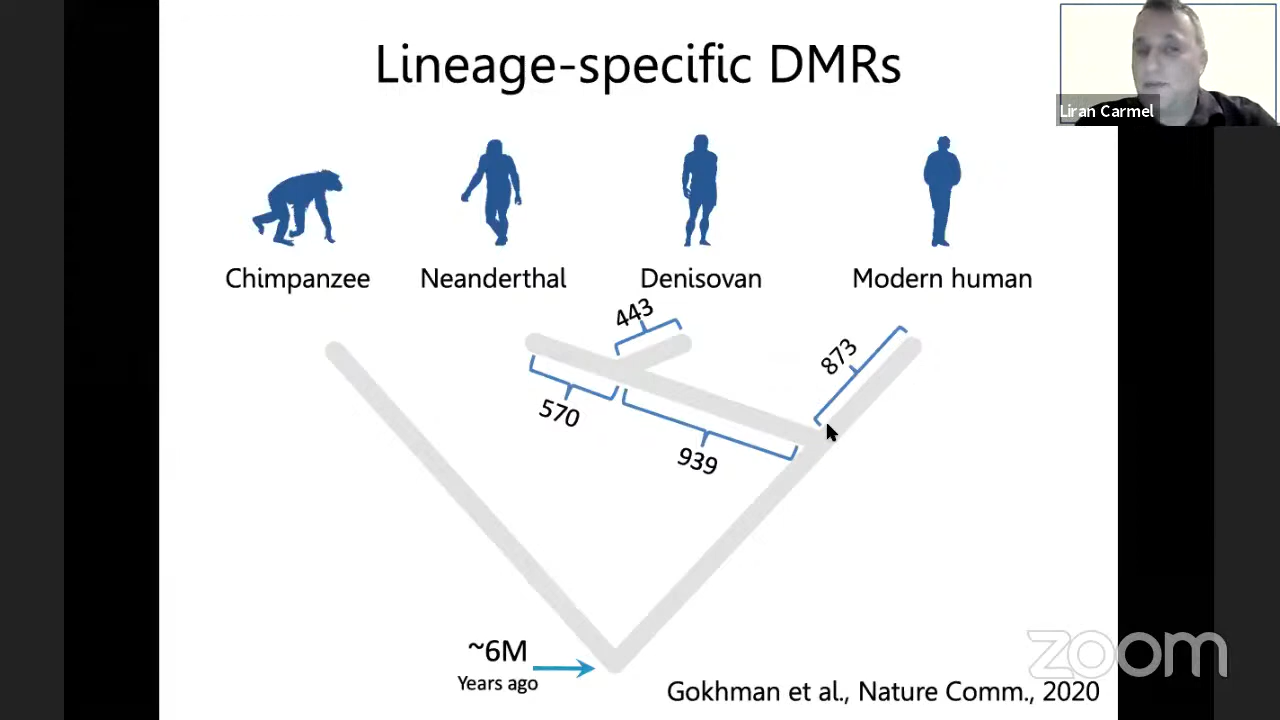 Lineage-specific DMRs
Liran Carmel
Chimpanzee
Neanderthal
Denisovan
Modern human
443
873
570
939
~6M
Years ago
Gokhman et al., Nature Comm., 2020
zoom